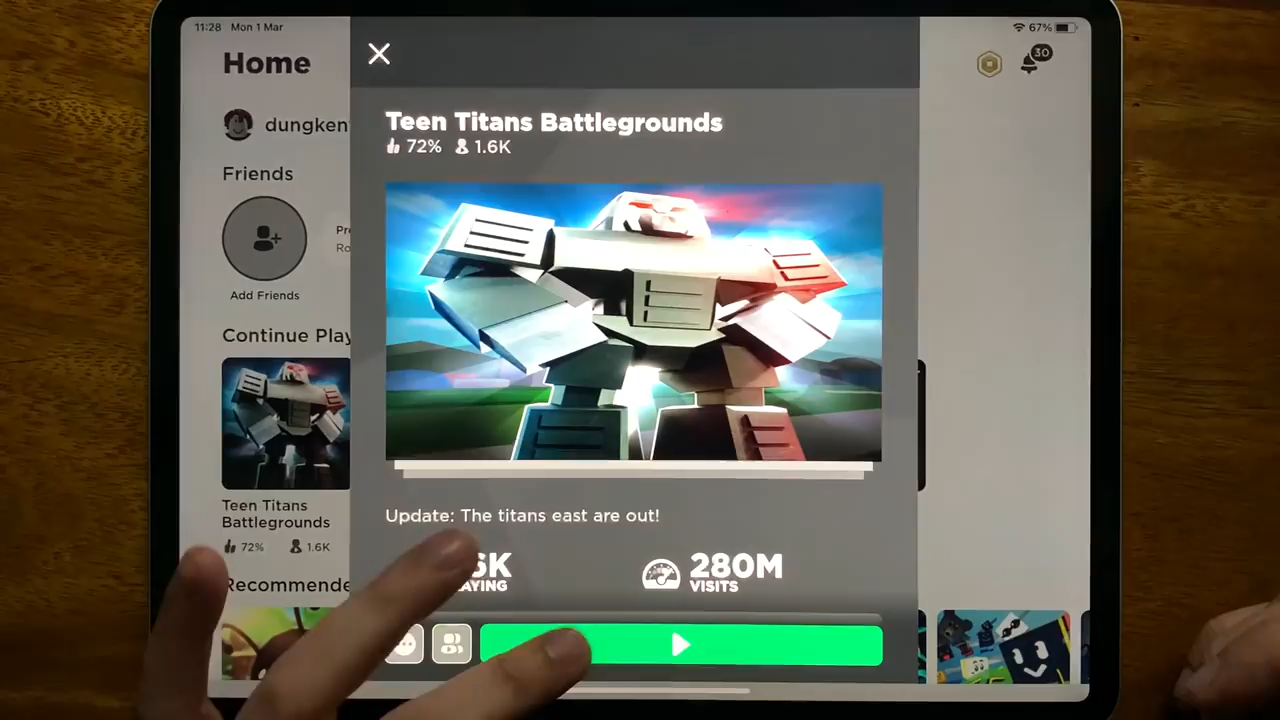 11:28 Mon 1 Mar
67%
Home
30
dungken
Friends
Add Friends
Continue Play
Teen Titans
Battlegrounds
72% 1.6K
Recommende
Teen Titans Battlegrounds
72% 1.6K
Update: The titans east are out!
280M
VISITS